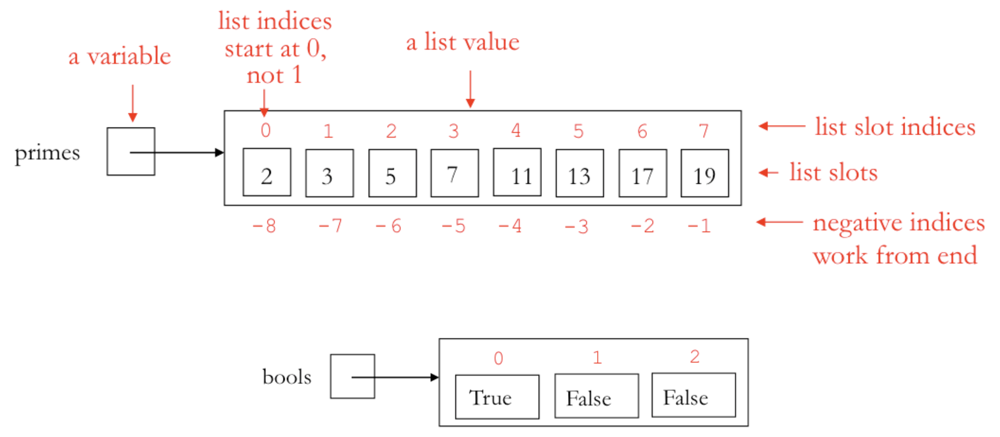 list indices
start at 0,
not 1
a list value
a variable
0 1 2 3 4 5 6 7
list slot indices
primes
2 3 5 7 11 13 17 19
list slots
-8 -7 -6 -5 -4 -3 -2 -1
negative indices
work from end
0 1 2
bools
True False False